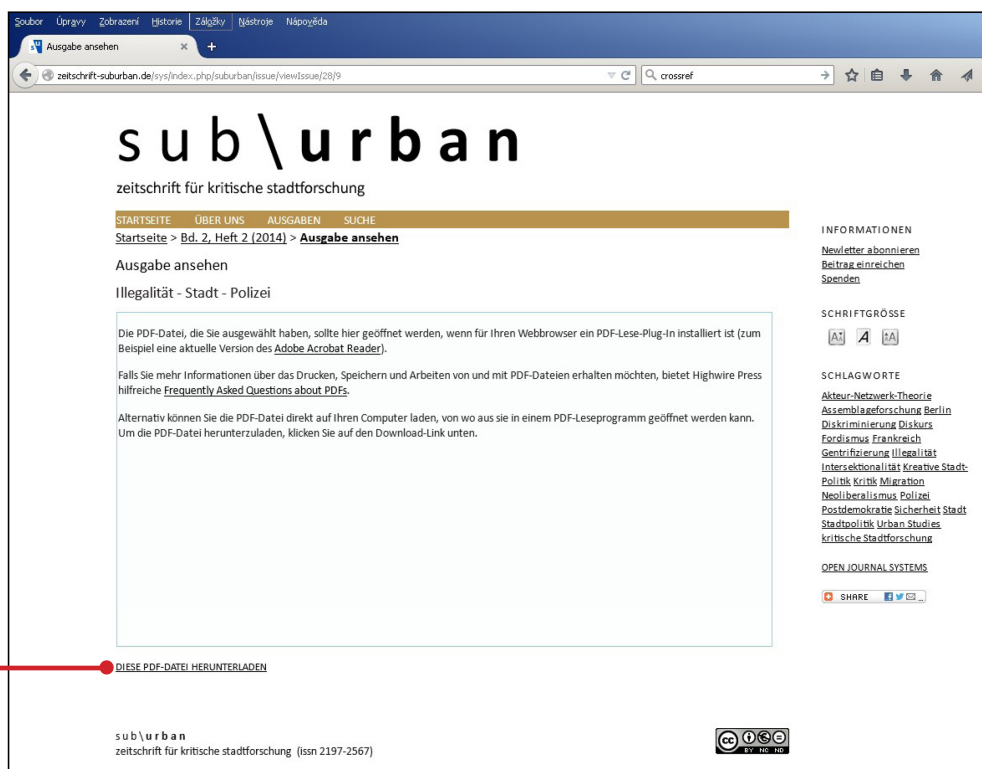 Soubor Úpravy Zobrazení Historie Záložky Nástroje Nápověda
Ausgabe ansehen × +
zeitschrift-suburban.de/sys/index.php/suburban/issue/viewIssue/28/9
crossref
sub\urban
zeitschrift für kritische stadtforschung
STARTSEITE ÜBER UNS AUSGABEN SUCHE
Startseite > Bd. 2, Heft 2 (2014) > Ausgabe ansehen
Ausgabe ansehen
Illegalität - Stadt - Polizei
Die PDF-Datei, die Sie ausgewählt haben, sollte hier geöffnet werden, wenn für Ihren Webbrowser ein PDF-Lese-Plug-In installiert ist (zum
Beispiel eine aktuelle Version des Adobe Acrobat Reader).
Falls Sie mehr Informationen über das Drucken, Speichern und Arbeiten von und mit PDF-Dateien erhalten möchten, bietet Highwire Press
hilfreiche Frequently Asked Questions about PDFs.
Alternativ können Sie die PDF-Datei direkt auf Ihren Computer laden, von wo aus sie in einem PDF-Leseprogramm geöffnet werden kann.
Um die PDF-Datei herunterzuladen, klicken Sie auf den Download-Link unten.
DIESE PDF-DATEI HERUNTERLADEN
INFORMATIONEN
Newletter abonnieren
Beitrag einreichen
Spenden
SCHRIFTGRÖSSE
A A A
SCHLAGWORTE
Akteur-Netzwerk-Theorie
Assemblageforschung Berlin
Diskriminierung Diskurs
Fordismus Frankreich
Gentrifizierung Illegalität
Intersektionalität Kreative Stadt-
Politik Kritik Migration
Neoliberalismus Polizei
Postdemokratie Sicherheit Stadt
Stadtpolitik Urban Studies
kritische Stadtforschung
OPEN JOURNAL SYSTEMS
SHARE
sub\urban
zeitschrift für kritische stadtforschung (issn 2197-2567)
cc BY NC ND